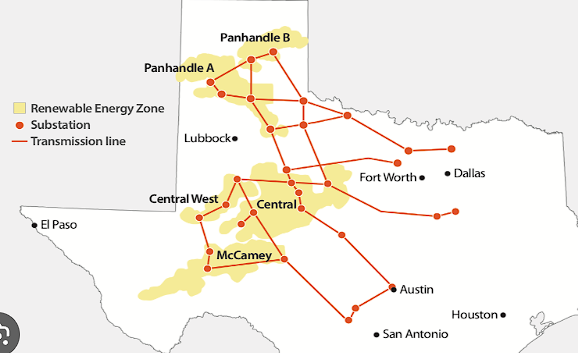 Panhandle B
Panhandle A
Renewable Energy Zone
Substation
Transmission line
Lubbock
Fort Worth
Dallas
Central West
Central
El Paso
McCamey
Austin
Houston
San Antonio